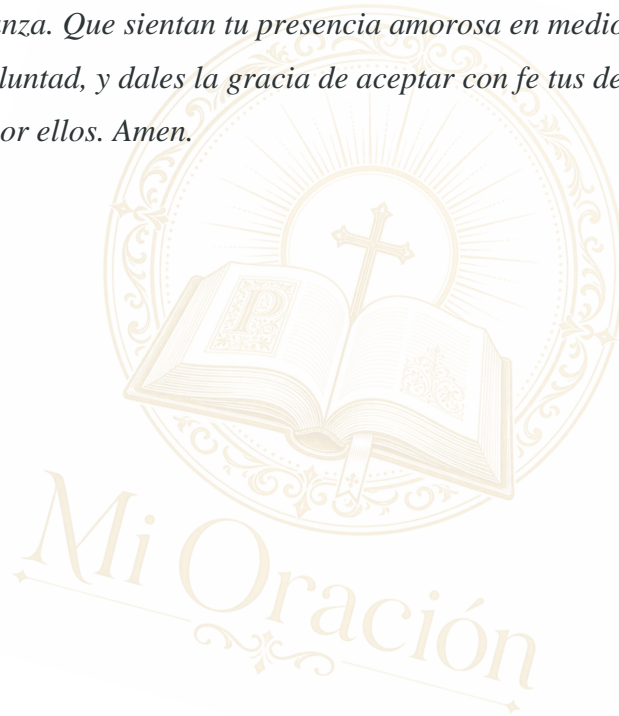 anza. Que sientan tu presencia amorosa en medio
luntad, y dales la gracia de aceptar con fe tus de
or ellos. Amen.
P
Mi Oración